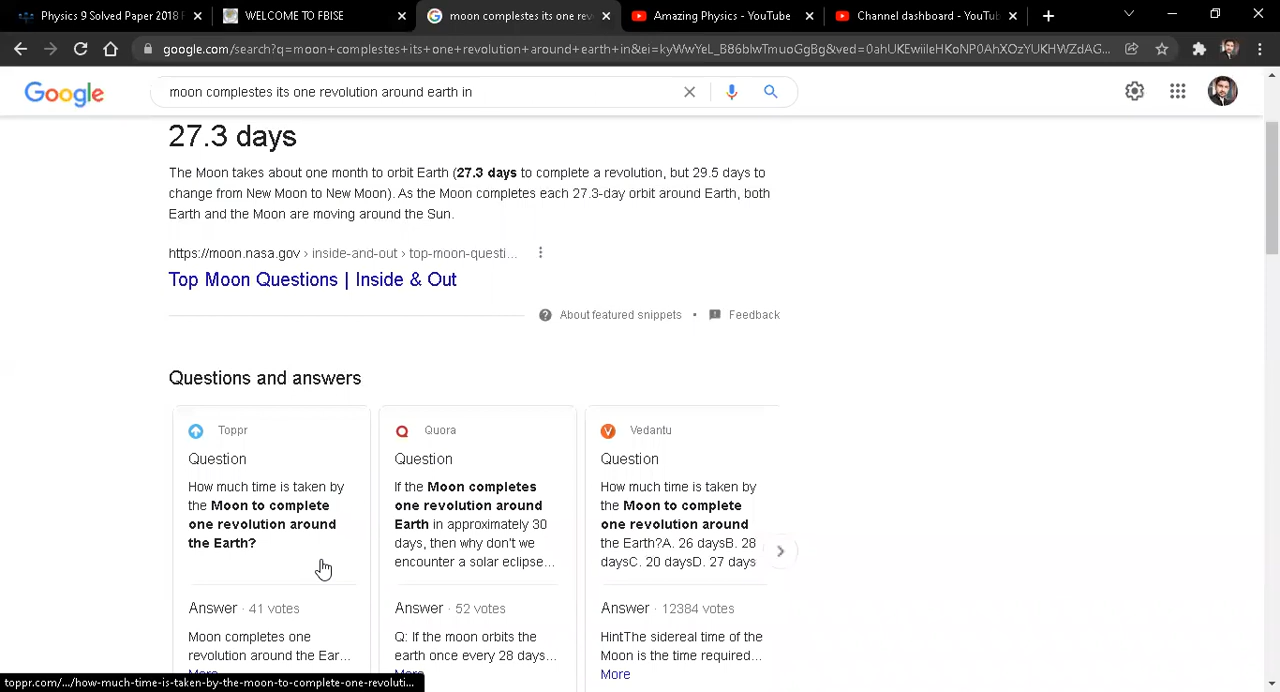 Physics 9 Solved Paper 2018 F
WELCOME TO FBISE
moon complestes its one rev
Amazing Physics - YouTube
Channel dashboard - YouTub
google.com/search?q=moon+complestes+its+one+revolution+around+earth+in&ei=kyWwYeL_B86blwTmuoGgBg&ved=0ahUKEwiileHKoNP0AhXOzYUKHWZdAG...
Google
moon complestes its one revolution around earth in
27.3 days
The Moon takes about one month to orbit Earth (27.3 days to complete a revolution, but 29.5 days to
change from New Moon to New Moon). As the Moon completes each 27.3-day orbit around Earth, both
Earth and the Moon are moving around the Sun.
https://moon.nasa.gov › inside-and-out › top-moon-questi...
Top Moon Questions | Inside & Out
About featured snippets • Feedback
Questions and answers
Toppr
Question
How much time is taken by
the Moon to complete
one revolution around
the Earth?
Answer · 41 votes
Moon completes one
revolution around the Ear...
More
Quora
Question
If the Moon completes
one revolution around
Earth in approximately 30
days, then why don't we
encounter a solar eclipse...
Answer · 52 votes
Q: If the moon orbits the
earth once every 28 days...
More
Vedantu
Question
How much time is taken by
the Moon to complete
one revolution around
the Earth?A. 26 daysB. 28
daysC. 20 daysD. 27 days
Answer · 12384 votes
HintThe sidereal time of the
Moon is the time required...
More
toppr.com/.../how-much-time-is-taken-by-the-moon-to-complete-one-revoluti...